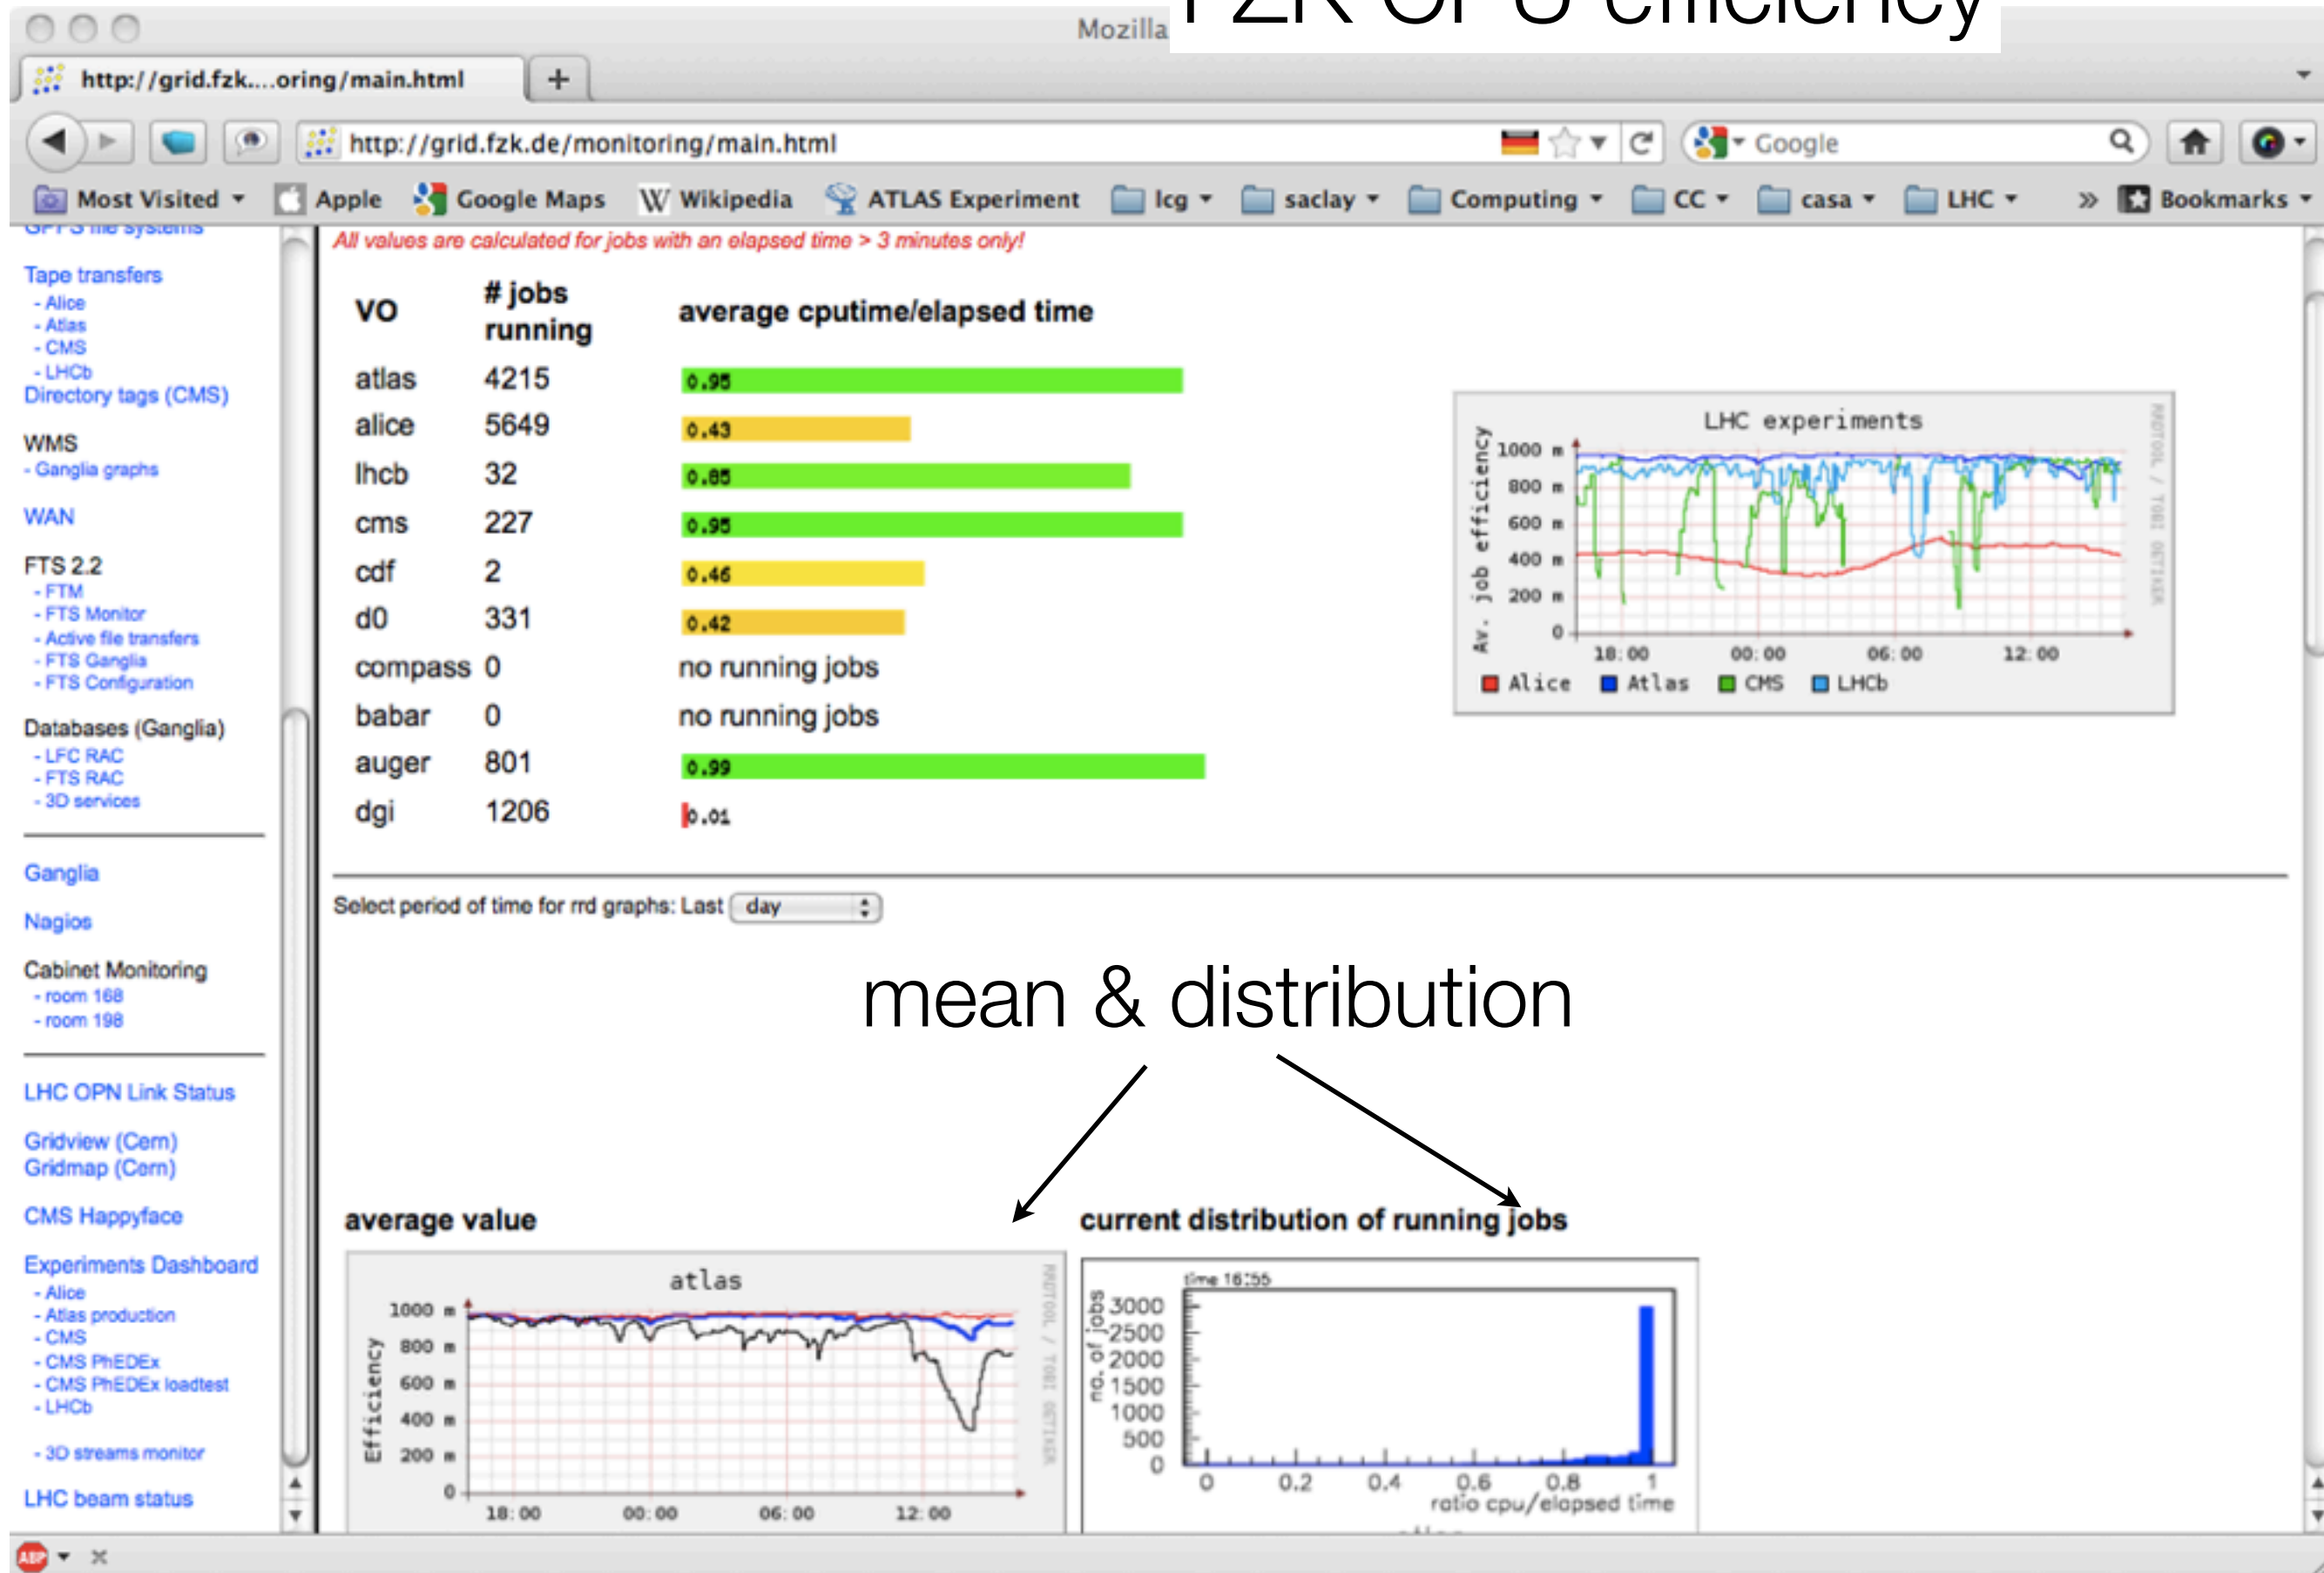 FZK CPU efficiency
Mozilla
http://grid.fzk....oring/main.html +
http://grid.fzk.de/monitoring/main.html Google
Most Visited Apple Google Maps Wikipedia ATLAS Experiment lcg saclay Computing CC casa LHC » Bookmarks
GPFS file systems
Tape transfers
- Alice
- Atlas
- CMS
- LHCb
Directory tags (CMS)
WMS
- Ganglia graphs
WAN
FTS 2.2
- FTM
- FTS Monitor
- Active file transfers
- FTS Ganglia
- FTS Configuration
Databases (Ganglia)
- LFC RAC
- FTS RAC
- 3D services
Ganglia
Nagios
Cabinet Monitoring
- room 168
- room 198
LHC OPN Link Status
Gridview (Cern)
Gridmap (Cern)
CMS Happyface
Experiments Dashboard
- Alice
- Atlas production
- CMS
- CMS PhEDEx
- CMS PhEDEx loadtest
- LHCb
- 3D streams monitor
LHC beam status
All values are calculated for jobs with an elapsed time > 3 minutes only!
VO # jobs running average cputime/elapsed time
atlas 4215 0.95
alice 5649 0.43
lhcb 32 0.85
cms 227 0.95
cdf 2 0.46
d0 331 0.42
compass 0 no running jobs
babar 0 no running jobs
auger 801 0.99
dgi 1206 0.01
LHC experiments
Av. job efficiency
1000 m
800 m
600 m
400 m
200 m
0
18:00 00:00 06:00 12:00
Alice Atlas CMS LHCb
RRDTOOL / TOBI OETIKER
Select period of time for rrd graphs: Last day
mean & distribution
average value
atlas
Efficiency
1000 m
800 m
600 m
400 m
200 m
0
18:00 00:00 06:00 12:00
RRDTOOL / TOBI OETIKER
current distribution of running jobs
time 16:55
no. of jobs
3000
2500
2000
1500
1000
500
0
0 0.2 0.4 0.6 0.8 1
ratio cpu/elapsed time
ABP